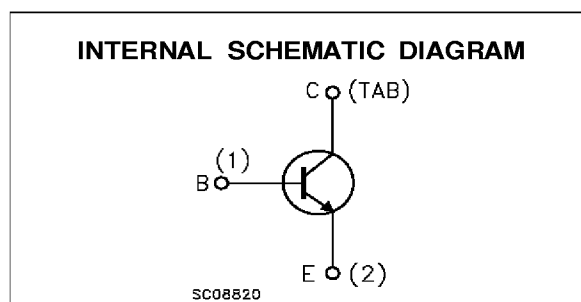 INTERNAL SCHEMATIC DIAGRAM
C (TAB)
(1)
B
E (2)
SC08820